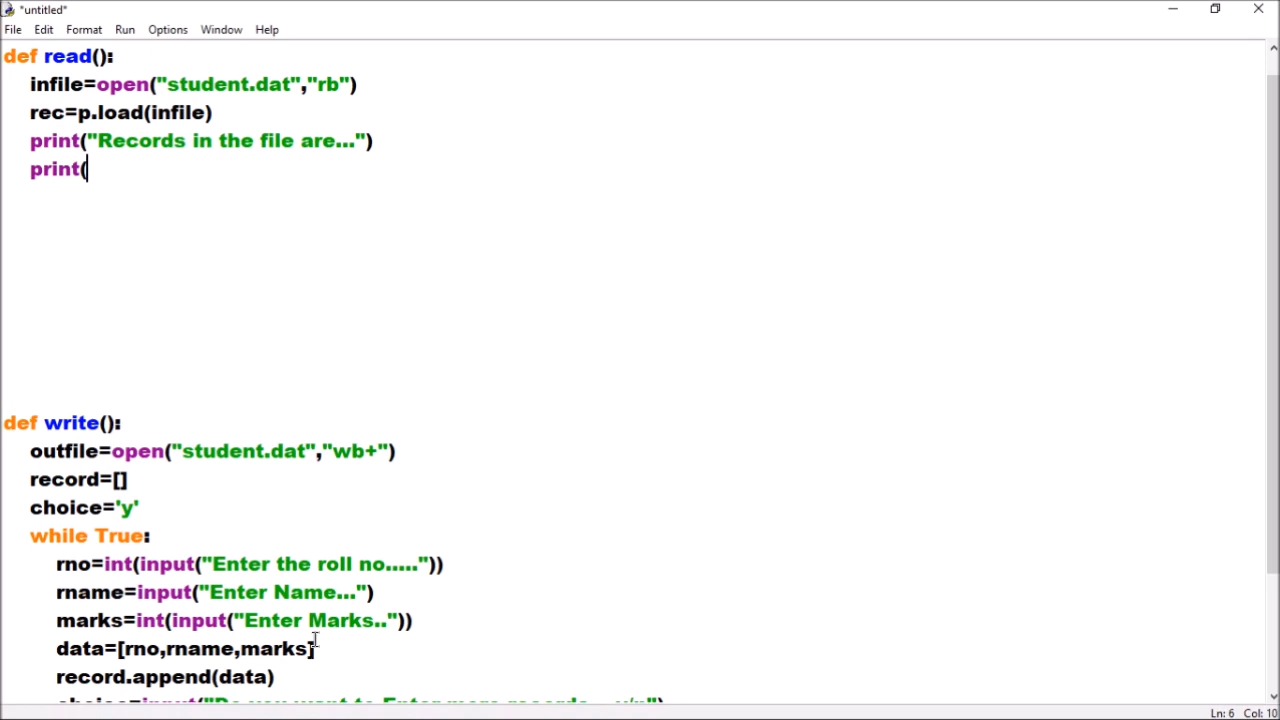 *untitled*
File Edit Format Run Options Window Help
def read():
infile=open("student.dat","rb")
rec=p.load(infile)
print("Records in the file are...")
print(
def write():
outfile=open("student.dat","wb+")
record=[]
choice='y'
while True:
rno=int(input("Enter the roll no....."))
rname=input("Enter Name...")
marks=int(input("Enter Marks.."))
data=[rno,rname,marks]
record.append(data)
Ln: 6 Col: 10